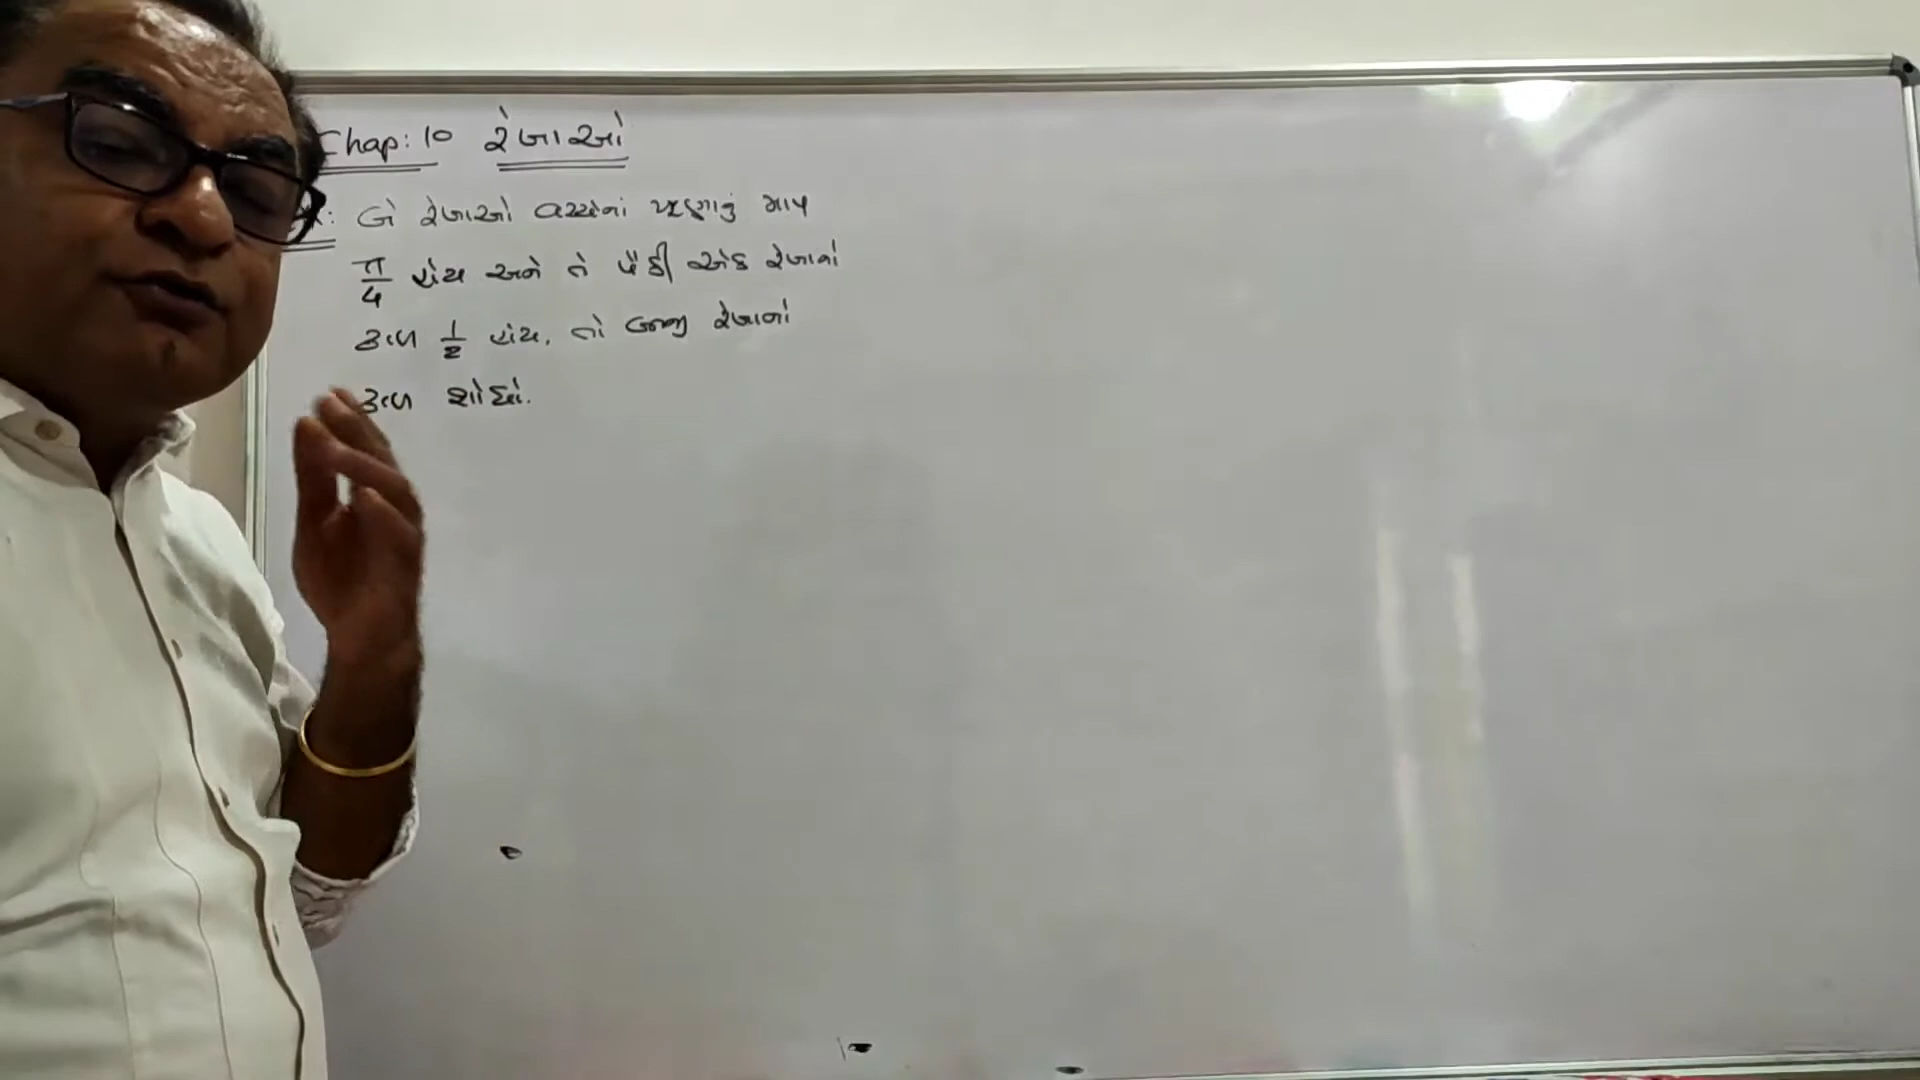 Chap: 10 રેખાઓ
બે રેખાઓ વચ્ચેનાં ખૂણાનું માપ
π/4 હોય અને તે પૈકી એક રેખાનો
ઢાળ 1/2 હોય, તો બીજી રેખાનો
ઢાળ શોધો.